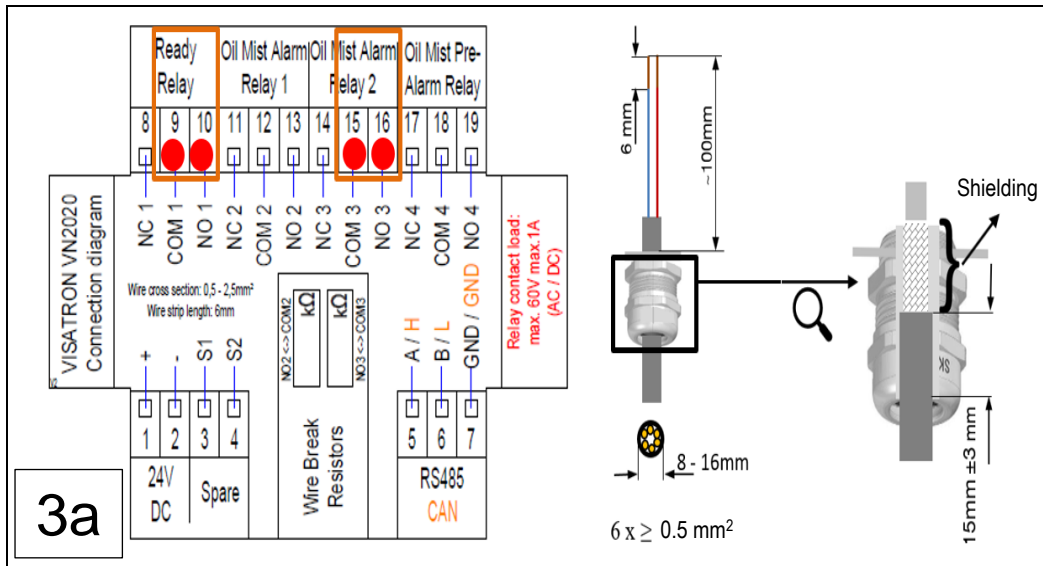 Ready
Relay
Oil Mist Alarm
Relay 1
Oil Mist Alarm
Relay 2
Oil Mist Pre-
Alarm Relay
8 9 10 11 12 13 14 15 16 17 18 19
NC 1
COM 1
NO 1
NC 2
COM 2
NO 2
NC 3
COM 3
NO 3
NC 4
COM 4
NO 4
VISATRON VN2020
Connection diagram
V2
Wire cross section: 0,5 - 2,5mm²
Wire strip length: 6mm
+
-
S1
S2
NO2 <-> COM2
kΩ
kΩ
NO3 <-> COM3
Wire Break
Resistors
A / H
B / L
GND / GND
Relay contact load:
max. 60V max.1A
(AC / DC)
1 2 3 4
5 6 7
24V
DC
Spare
RS485
CAN
3a
6 mm
~100mm
8 - 16mm
6 x ≥ 0.5 mm²
Shielding
SK
15mm ±3 mm